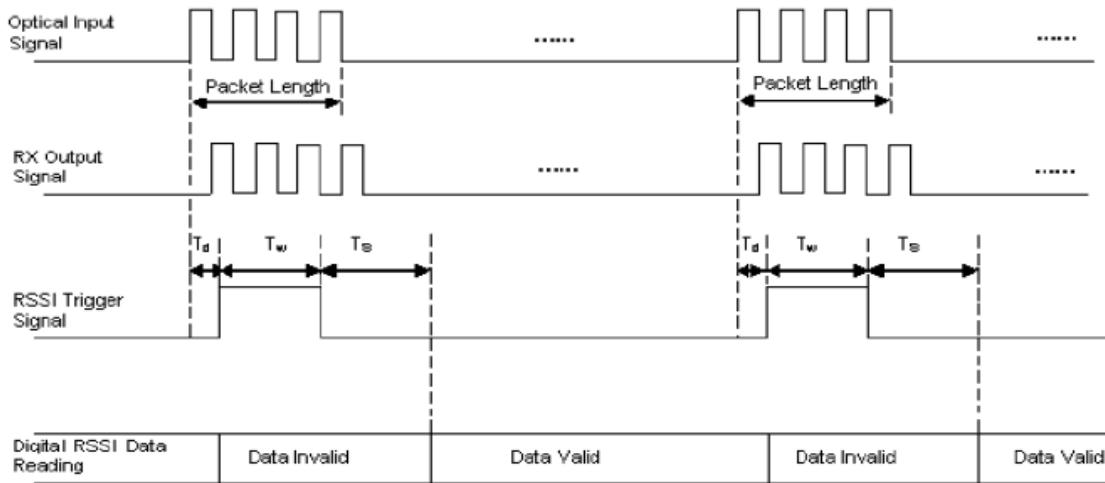 Optical Input
Signal
......
......
Packet Length
Packet Length
RX Output
Signal
......
......
Td Tw TS
Td Tw TS
RSSI Trigger
Signal
Digital RSSI Data
Reading
Data Invalid
Data Valid
Data Invalid
Data Valid